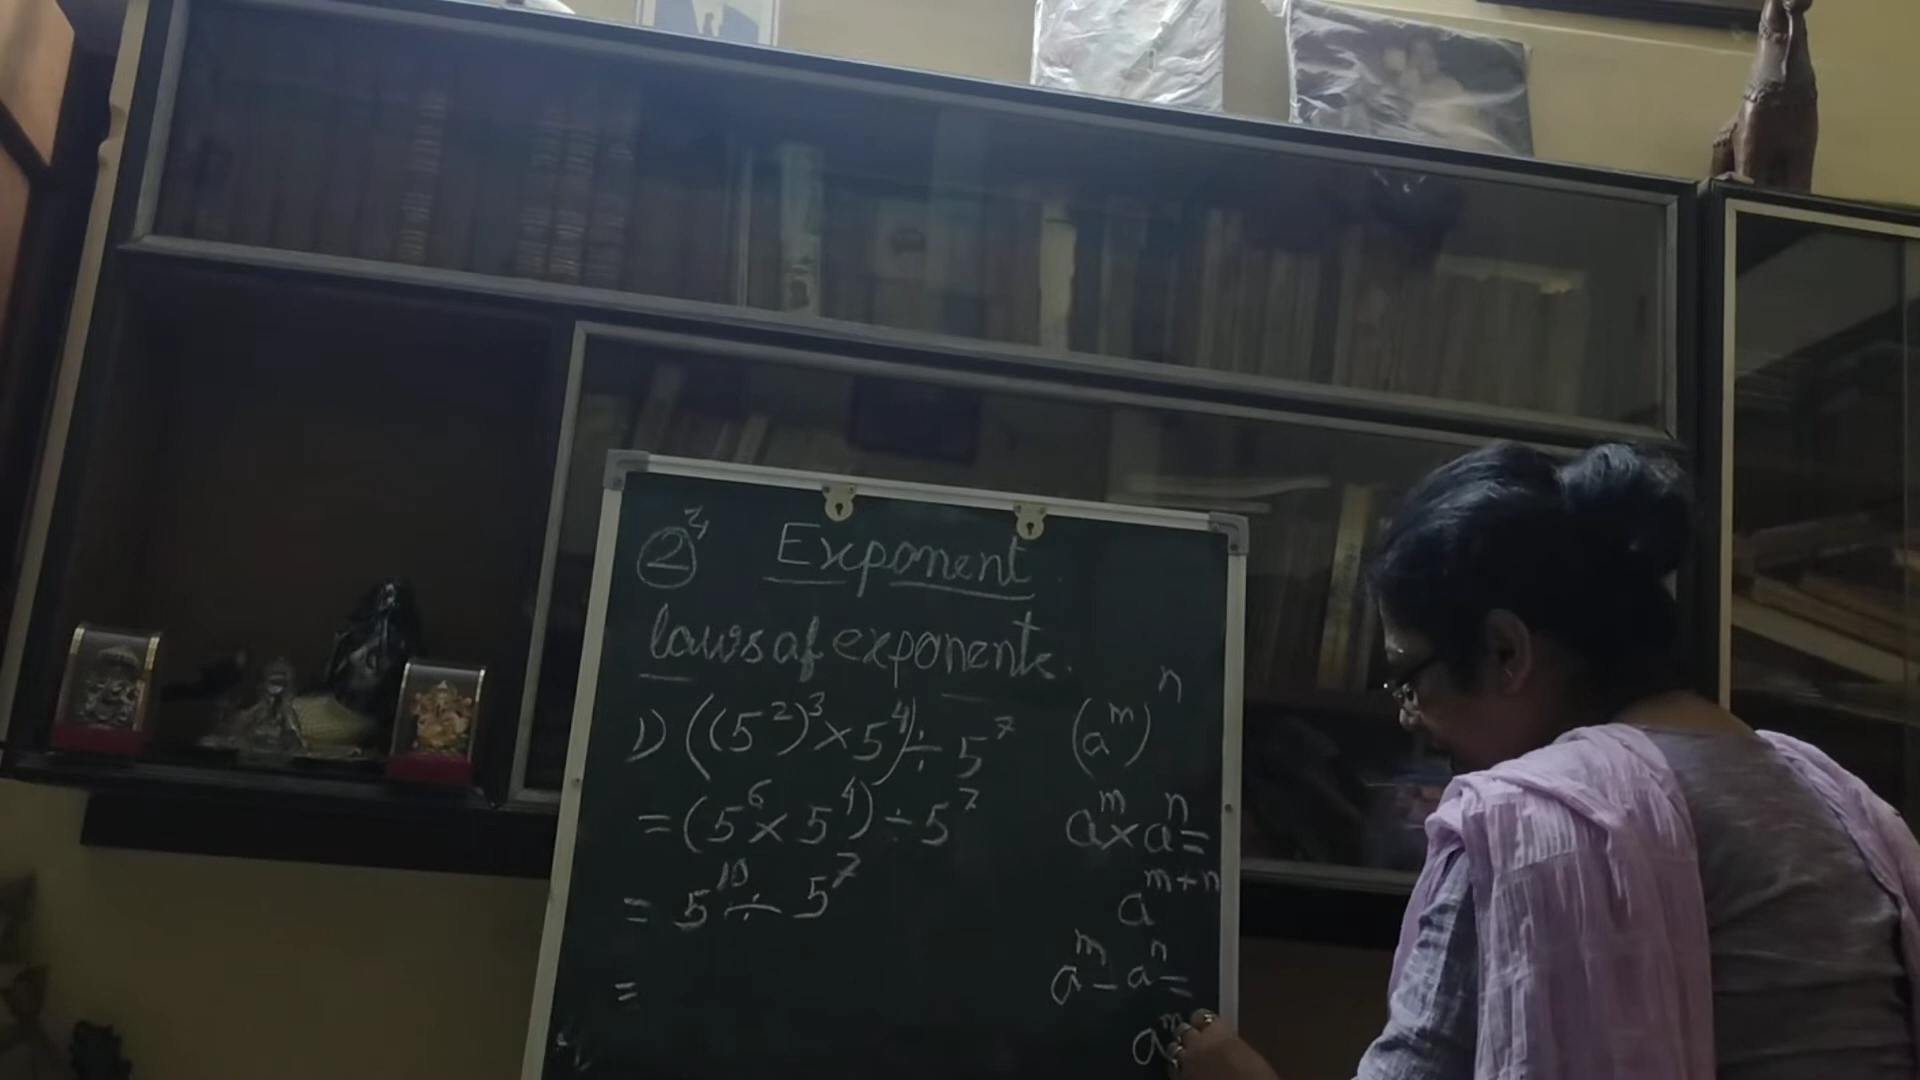 ②³ Exponent
laws of exponents.
1) ((5²)³×5⁴)÷5⁷
=(5⁶×5⁴)÷5⁷
=5¹⁰÷5⁷
=
(aᵐ)ⁿ
aᵐ×aⁿ=
aᵐ⁺ⁿ
aᵐ-aⁿ=
aᵐ